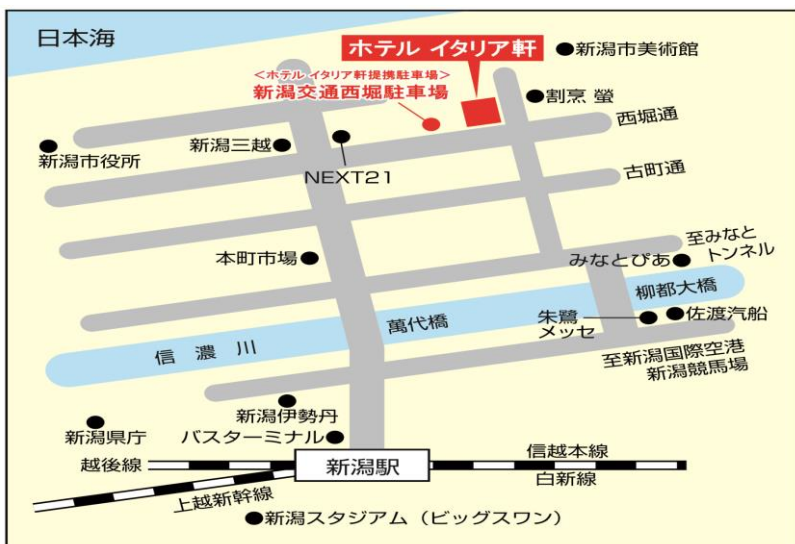 日本海
ホテル イタリア軒
新潟市美術館
<ホテル イタリア軒提携駐車場>
新潟交通西堀駐車場
割烹 螢
西堀通
新潟市役所
新潟三越
NEXT21
古町通
本町市場
至みなと
トンネル
みなとぴあ
柳都大橋
萬代橋
朱鷺
メッセ
佐渡汽船
信濃川
至新潟国際空港
新潟競馬場
新潟伊勢丹
新潟県庁
バスターミナル
越後線
新潟駅
信越本線
白新線
上越新幹線
新潟スタジアム（ビッグスワン）